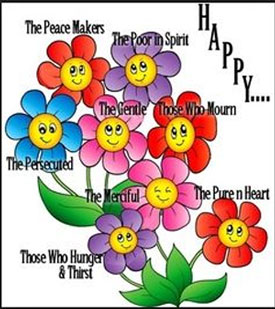 HAPPY....
The Peace Makers
The Poor in Spirit
The Gentle
Those Who Mourn
The Persecuted
The Merciful
The Pure n Heart
Those Who Hunger
& Thirst